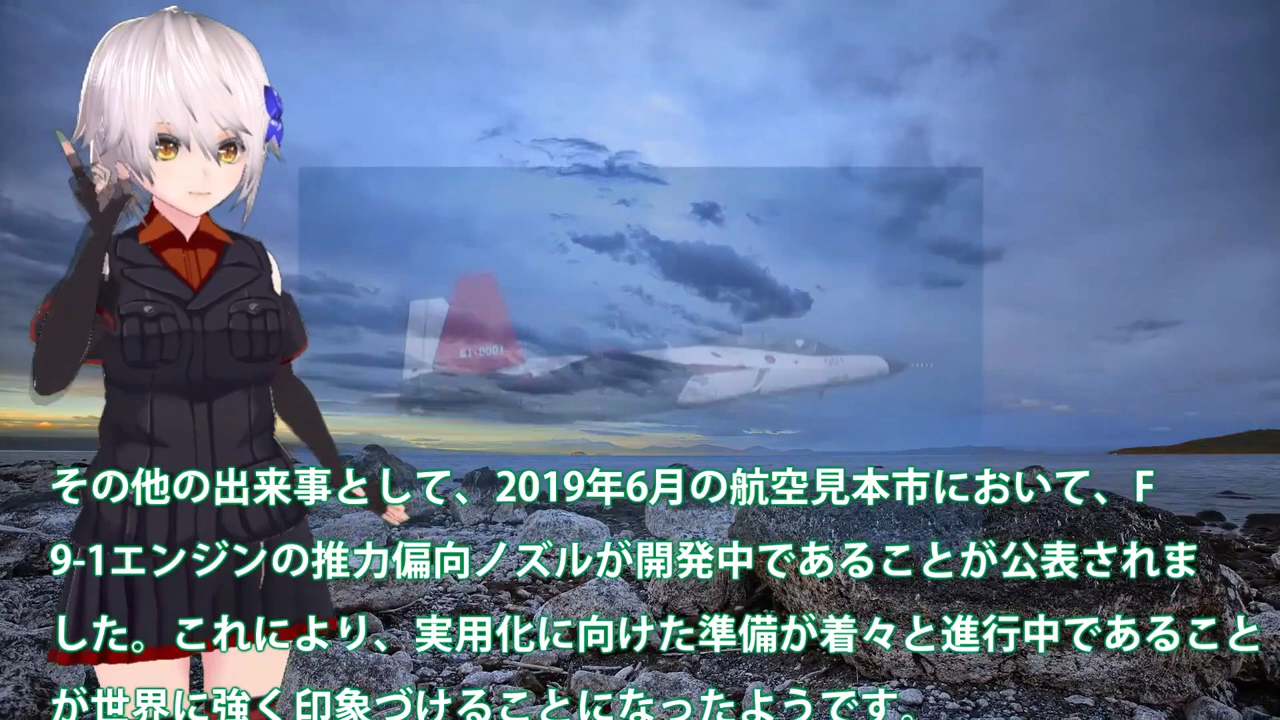 51-0001
その他の出来事として、2019年6月の航空見本市において、F
9-1エンジンの推力偏向ノズルが開発中であることが公表されま
した。これにより、実用化に向けた準備が着々と進行中であること
が世界に強く印象づけることになったようです。